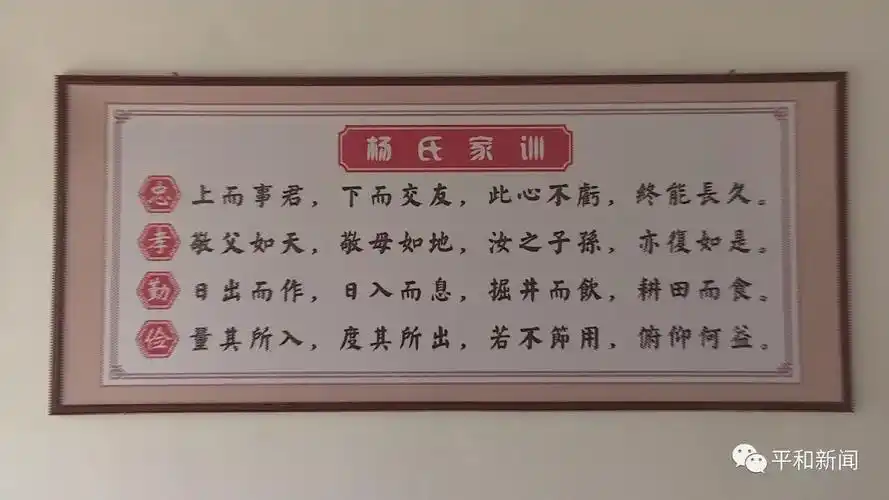 杨氏家训
忠 上而事君，下而交友，此心不虧，終能長久。
孝 敬父如天，敬母如地，汝之子孫，亦復如是。
勤 日出而作，日入而息，掘井而飲，耕田而食。
俭 量其所入，度其所出，若不節用，俯仰何益。
平和新闻